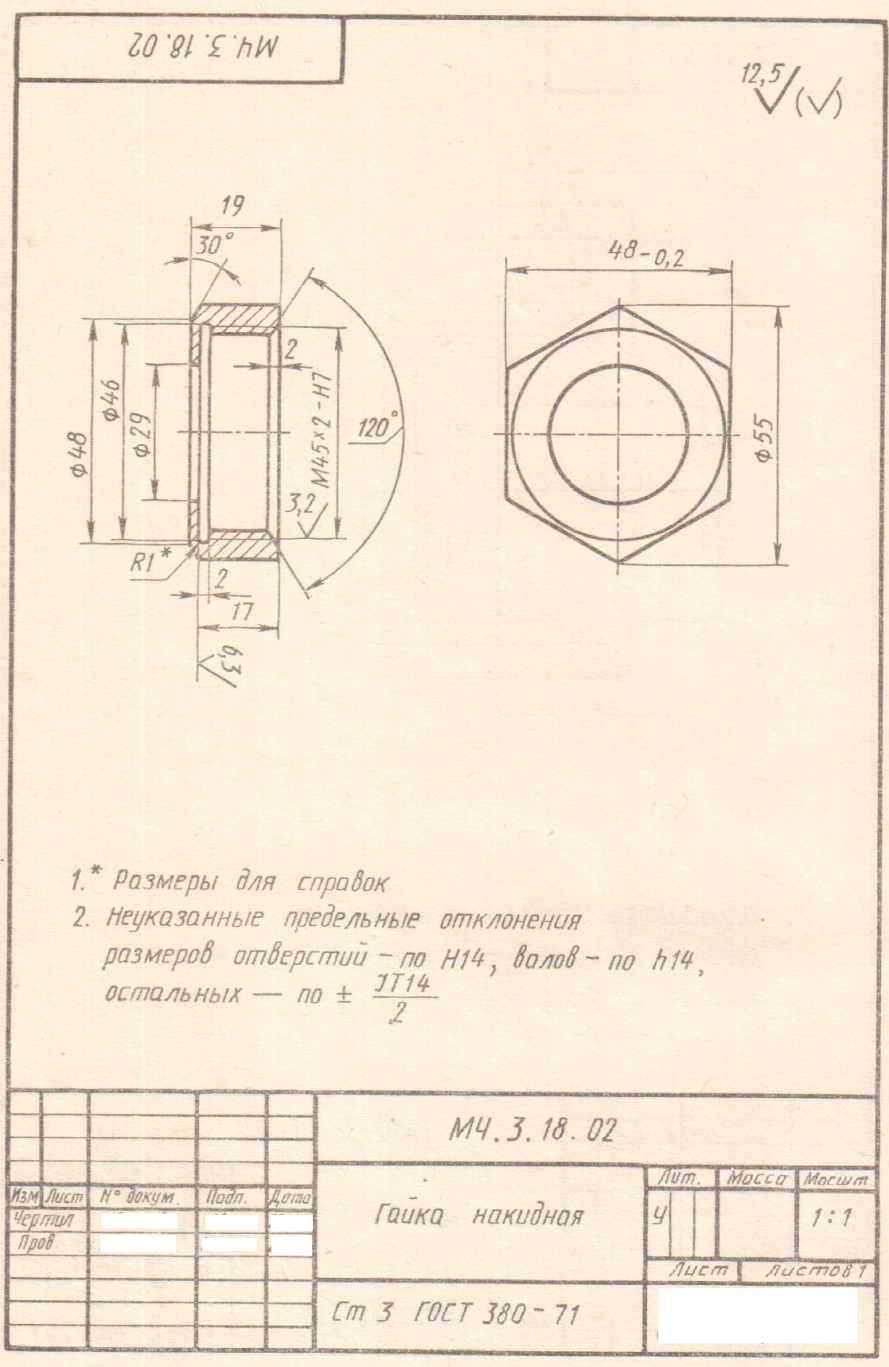 МЧ.3.18.02
12,5 (√)
19
30°
48-0,2
2
Ф48
Ф46
Ф29
М45×2-Н7
120°
Ф55
3,2
R1*
2
17
6,3
1.* Размеры для справок
2. Неуказанные предельные отклонения
размеров отверстий - по Н14, валов - по h14,
остальных — по ± JT14/2
МЧ.3.18.02
Изм Лист № докум. Подп. Дата
Чертил
Пров
Гайка накидная
Лит. Масса Масшт
У 1:1
Лист Листов 1
Ст 3 ГОСТ 380-71